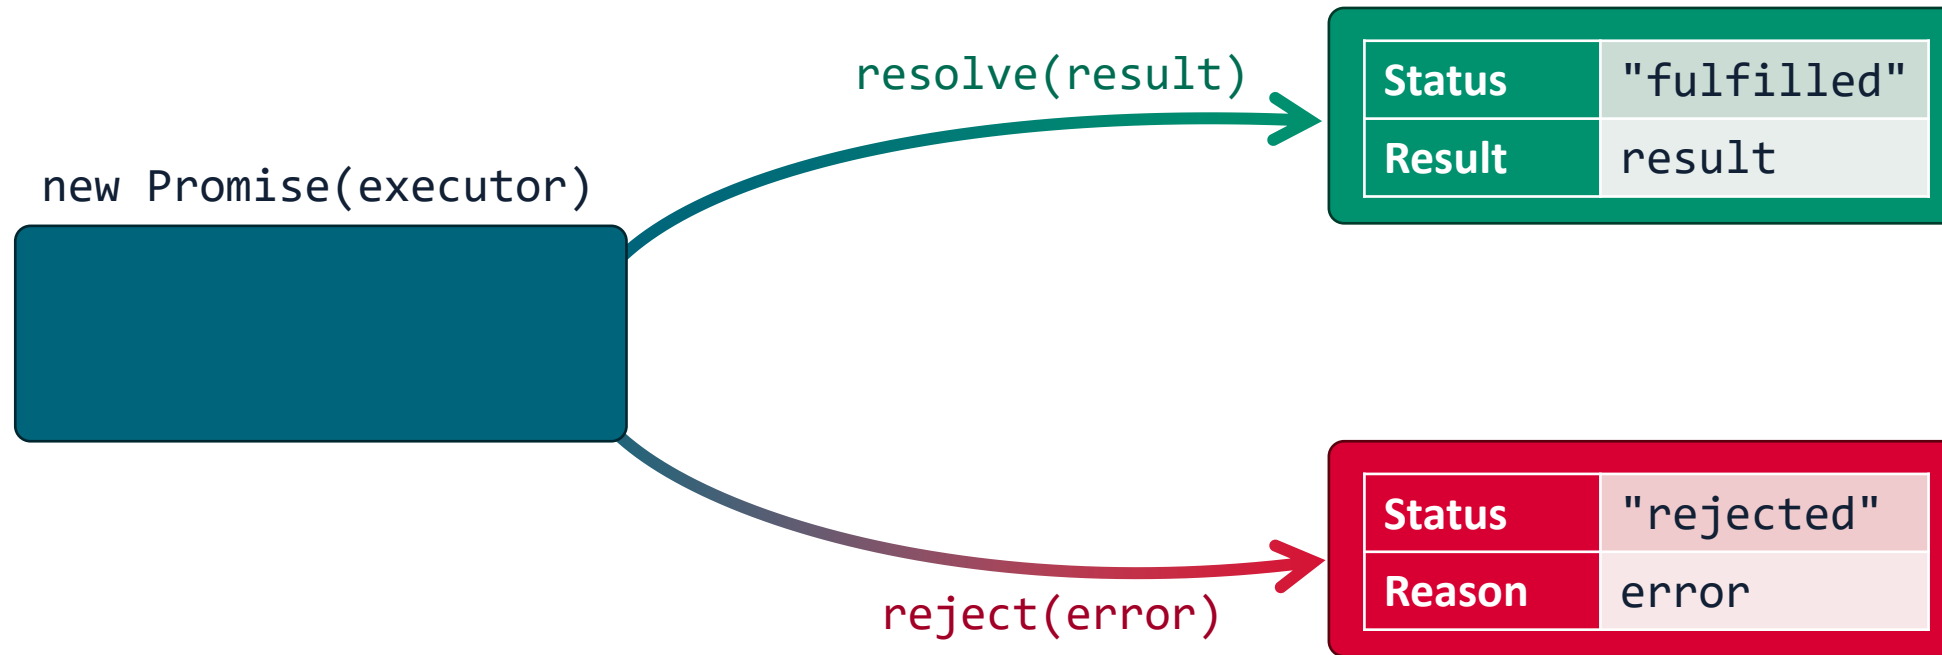 resolve(result)
Status "fulfilled"
Result result
new Promise(executor)
Status "rejected"
Reason error
reject(error)